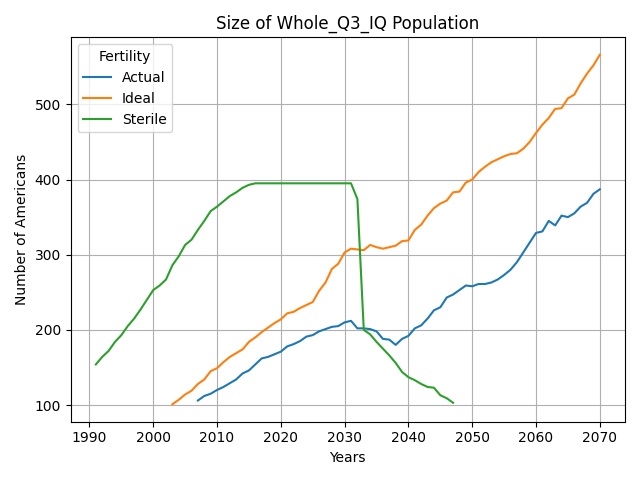 Size of Whole_Q3_IQ Population
Fertility
Actual
Ideal
Sterile
Number of Americans
500
400
300
200
100
1990 2000 2010 2020 2030 2040 2050 2060 2070
Years